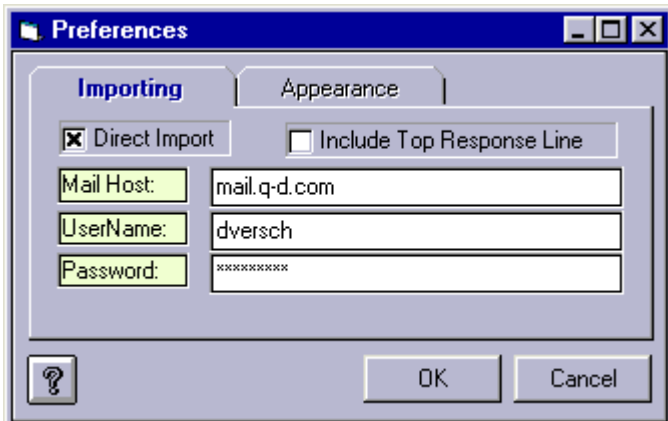 Preferences
Importing Appearance
Direct Import Include Top Response Line
Mail Host: mail.q-d.com
UserName: dversch
Password: *********
? OK Cancel